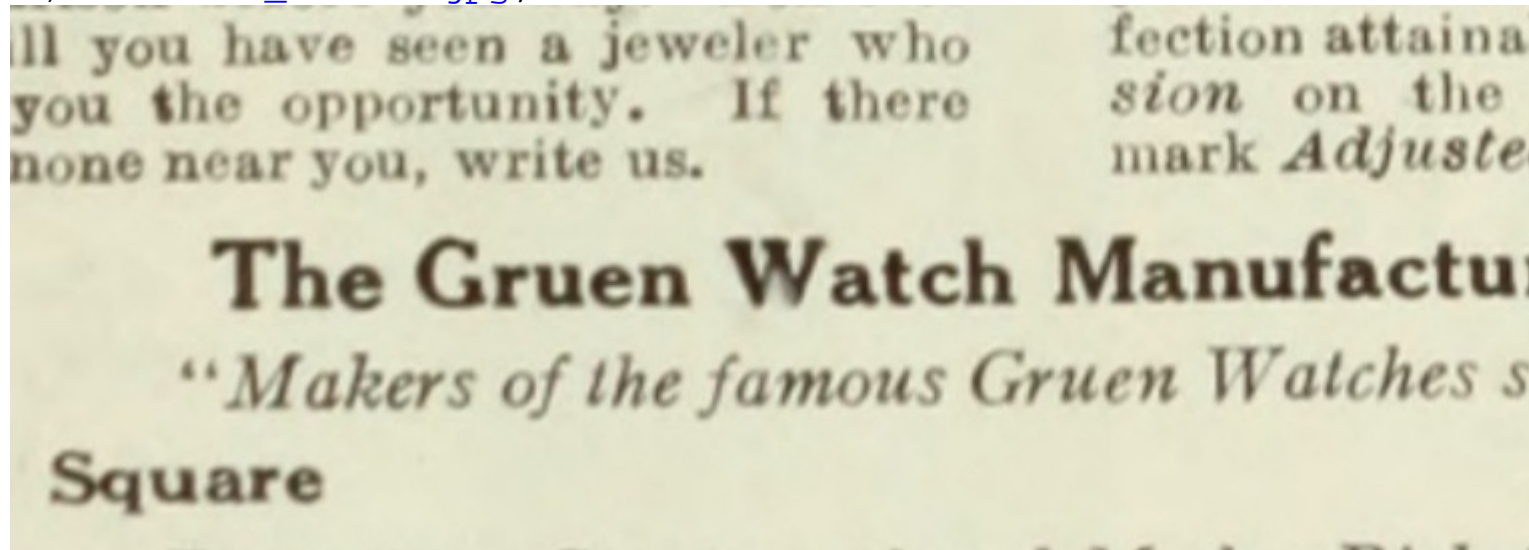 ll you have seen a jeweler who
you the opportunity. If there
none near you, write us.
fection attaina
sion on the
mark Adjuste
The Gruen Watch Manufactu
"Makers of the famous Gruen Watches s
Square